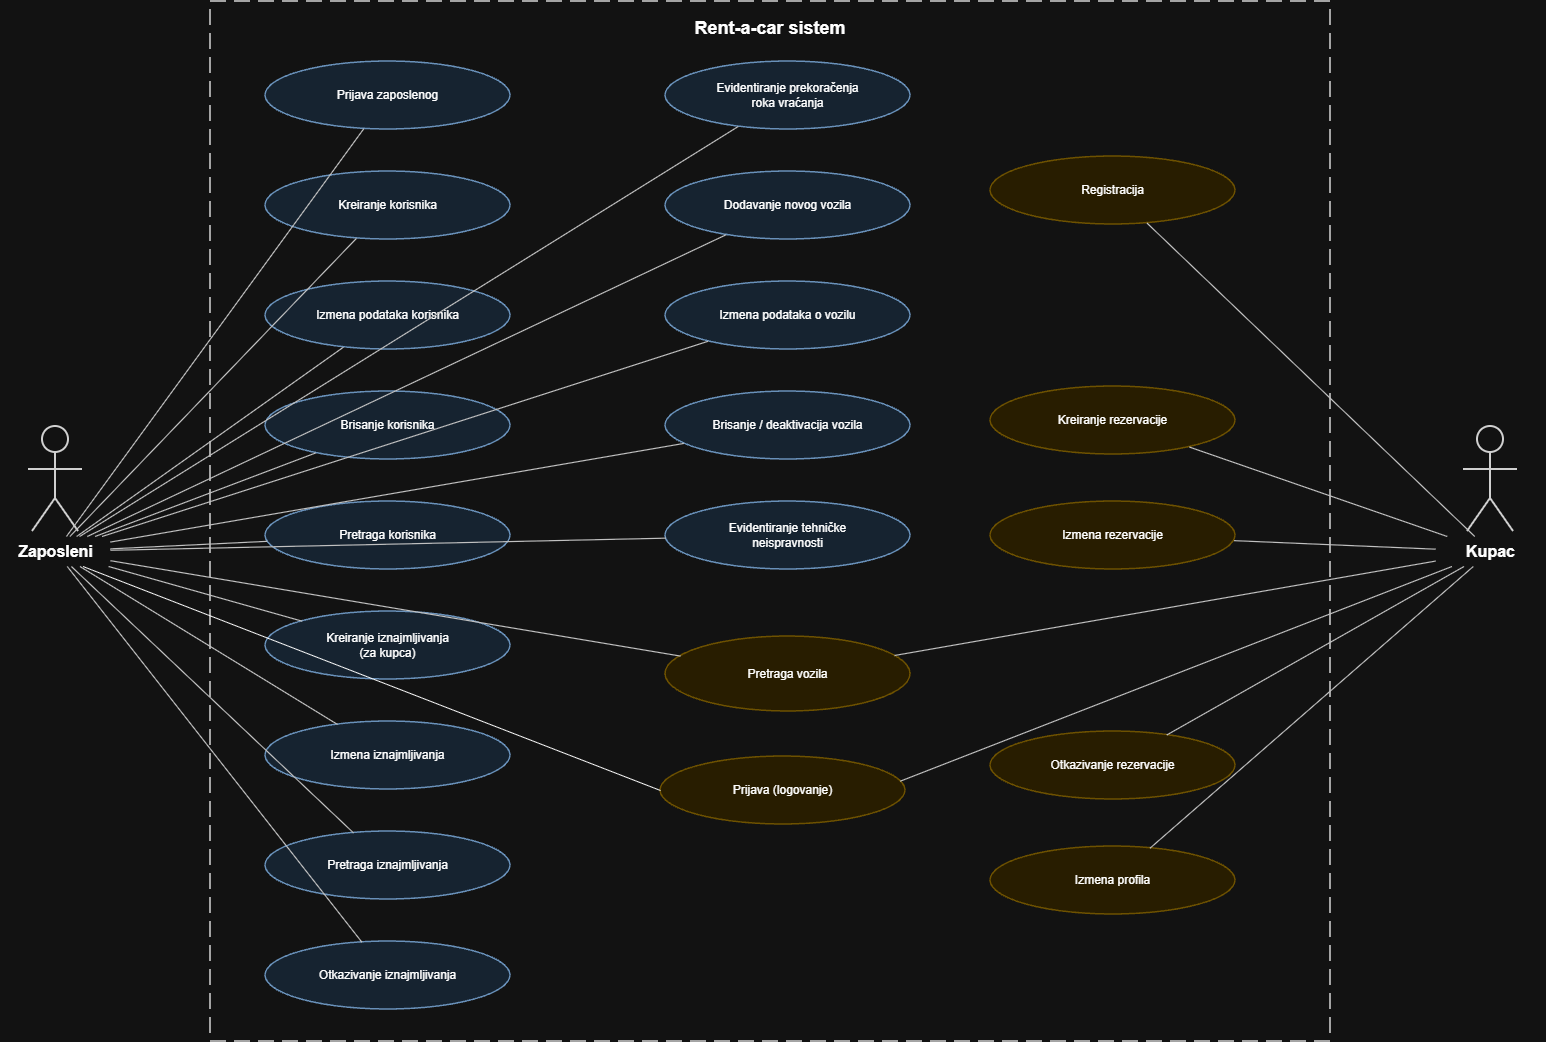 Rent-a-car sistem
Prijava zaposlenog
Kreiranje korisnika
Izmena podataka korisnika
Brisanje korisnika
Pretraga korisnika
Kreiranje iznajmljivanja
(za kupca)
Izmena iznajmljivanja
Pretraga iznajmljivanja
Otkazivanje iznajmljivanja
Evidentiranje prekoračenja
roka vraćanja
Dodavanje novog vozila
Izmena podataka o vozilu
Brisanje / deaktivacija vozila
Evidentiranje tehničke
neispravnosti
Pretraga vozila
Prijava (logovanje)
Registracija
Kreiranje rezervacije
Izmena rezervacije
Otkazivanje rezervacije
Izmena profila
Zaposleni
Kupac